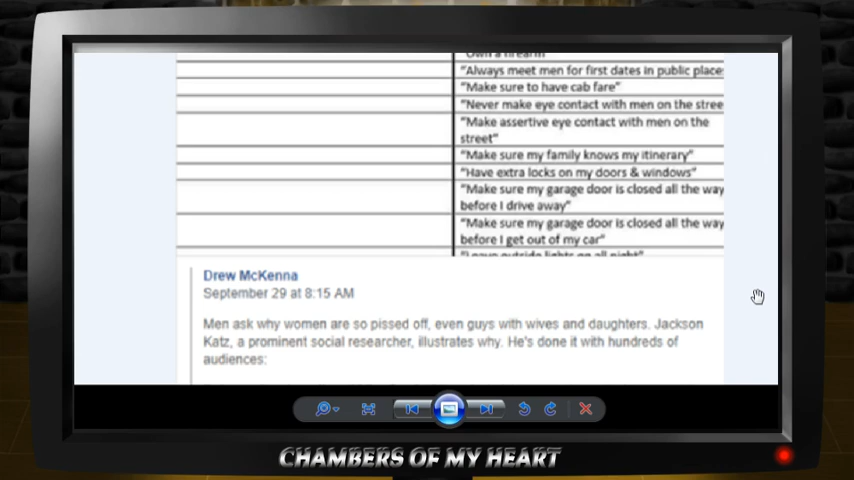 "Always meet men for first dates in public place
"Make sure to have cab fare"
"Never make eye contact with men on the stree
"Make assertive eye contact with men on the
street"
"Make sure my family knows my itinerary"
"Have extra locks on my doors & windows"
"Make sure my garage door is closed all the way
before I drive away"
"Make sure my garage door is closed all the way
before I get out of my car"
Drew McKenna
September 29 at 8:15 AM
Men ask why women are so pissed off, even guys with wives and daughters. Jackson
Katz, a prominent social researcher, illustrates why. He's done it with hundreds of
audiences:
CHAMBERS OF MY HEART